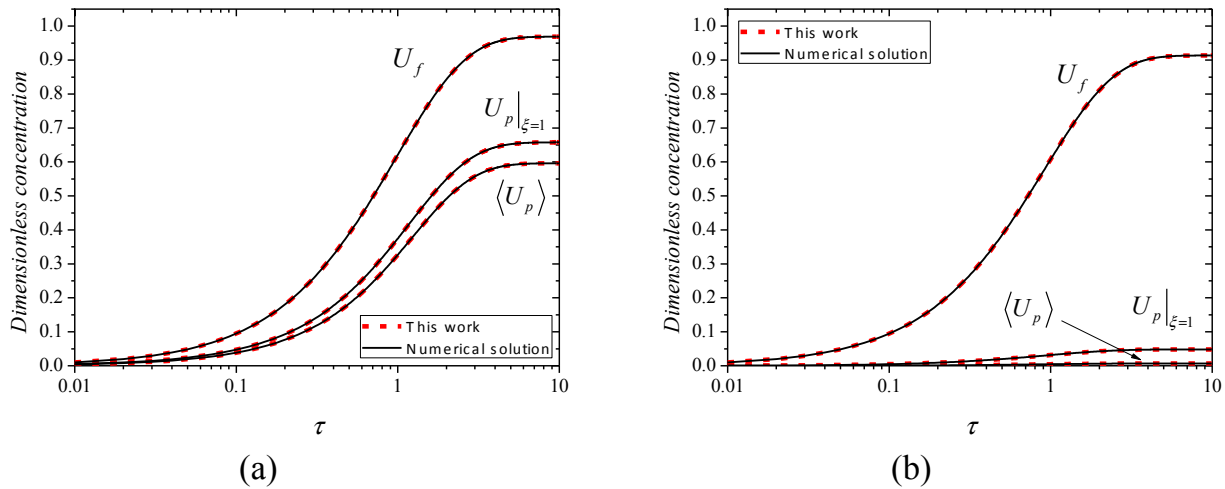 Dimensionless concentration
1.0
0.9
0.8
0.7
0.6
0.5
0.4
0.3
0.2
0.1
0.0
0.01
0.1
1
10
τ
U_f
U_p|ξ=1
⟨U_p⟩
This work
Numerical solution
(a)
Dimensionless concentration
1.0
0.9
0.8
0.7
0.6
0.5
0.4
0.3
0.2
0.1
0.0
0.01
0.1
1
10
τ
This work
Numerical solution
U_f
⟨U_p⟩
U_p|ξ=1
(b)